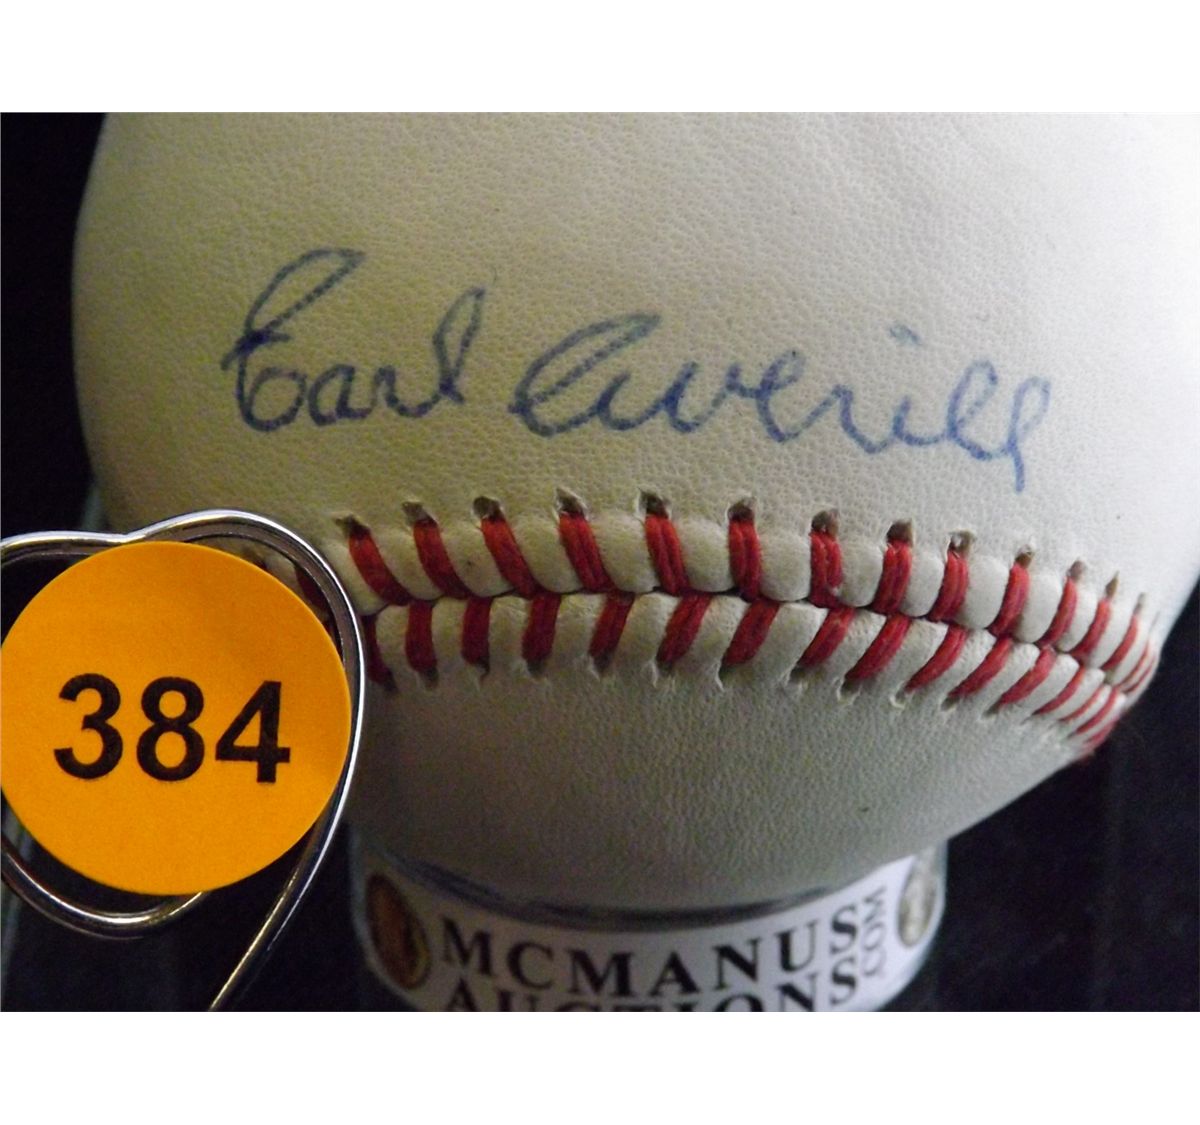 Earl Averill
384
MCMANUS
AUCTIONS
.COM